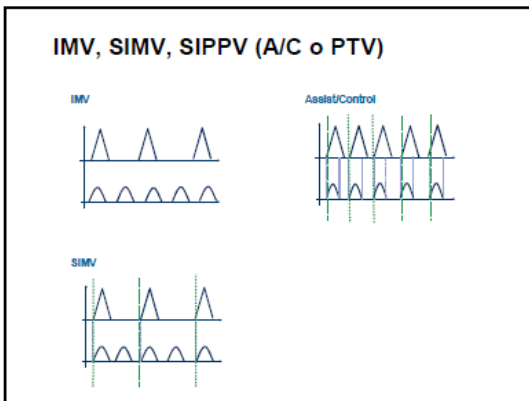 IMV, SIMV, SIPPV (A/C o PTV)
IMV
Assist/Control
SIMV